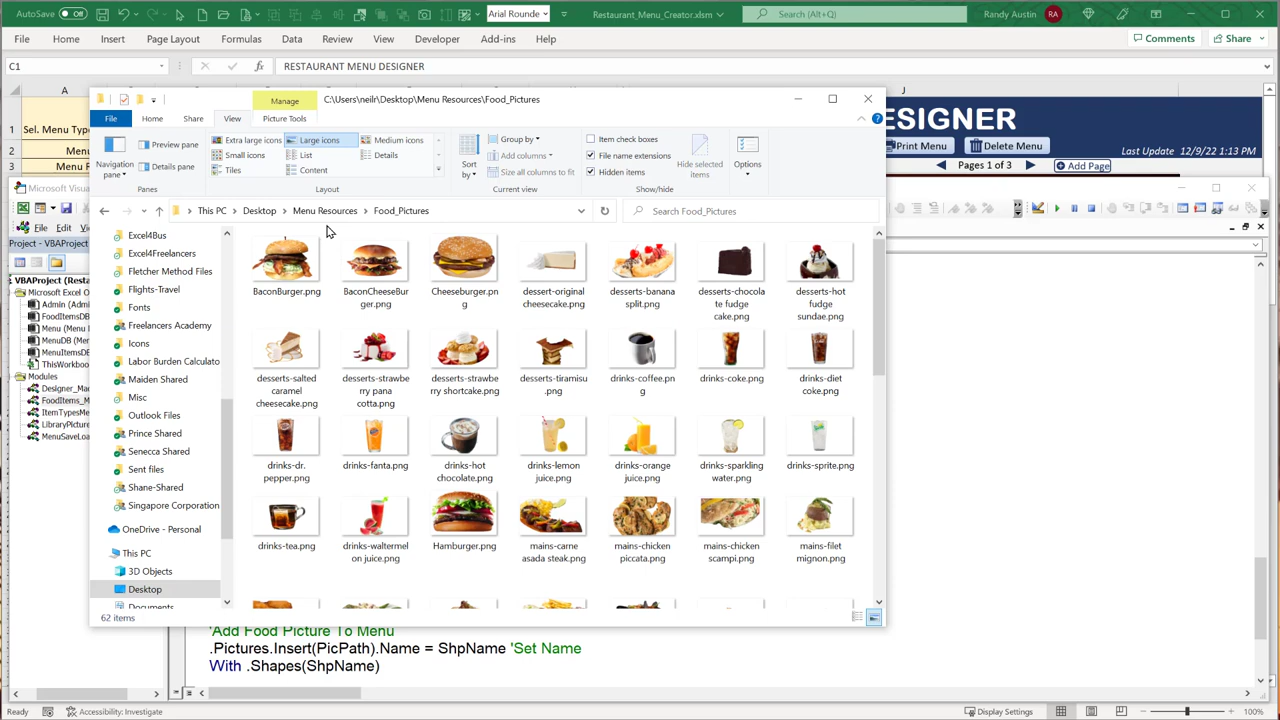 AutoSave Off Arial Rounde Restaurant_Menu_Creator.xlsm Search (Alt+Q) Randy Austin RA
File Home Insert Page Layout Formulas Data Review View Developer Add-ins Help Comments Share
C1 fx RESTAURANT MENU DESIGNER
A J
1 Sel. Menu Typ ESIGNER
2 Menu Print Menu Delete Menu Last Update 12/9/22 1:13 PM
3 Menu R Pages 1 of 3 Add Page
Manage C:\Users\neilr\Desktop\Menu Resources\Food_Pictures
File Home Share View Picture Tools
Navigation pane
Preview pane
Details pane
Panes
Extra large icons Large icons Medium icons
Small icons List Details
Tiles Content
Layout
Sort by
Group by
Add columns
Size all columns to fit
Current view
Item check boxes
File name extensions
Hidden items
Hide selected items
Show/hide
Options
This PC Desktop Menu Resources Food_Pictures Search Food_Pictures
Microsoft Visua
File Edit Vi
Project - VBAProject
VBAProject (Resta
Microsoft Excel O
Admin (Admi
FoodItemsDB
Menu (Menu
MenuDB (Me
MenuItemsDB
ThisWorkboo
Modules
Designer_Mac
FoodItems_M
ItemTypesMe
LibraryPicture
MenuSaveLoa
Excel4Bus
Excel4Freelancers
Fletcher Method Files
Flights-Travel
Fonts
Freelancers Academy
Icons
Labor Burden Calculato
Maiden Shared
Misc
Outlook Files
Prince Shared
Senecca Shared
Sent files
Shane-Shared
Singapore Corporation
OneDrive - Personal
This PC
3D Objects
Desktop
Documents
BaconBurger.png
BaconCheeseBurger.png
Cheeseburger.png
dessert-original cheesecake.png
desserts-banana split.png
desserts-chocolate fudge cake.png
desserts-hot fudge sundae.png
desserts-salted caramel cheesecake.png
desserts-strawberry pana cotta.png
desserts-strawberry shortcake.png
desserts-tiramisu.png
drinks-coffee.png
drinks-coke.png
drinks-diet coke.png
drinks-dr. pepper.png
drinks-fanta.png
drinks-hot chocolate.png
drinks-lemon juice.png
drinks-orange juice.png
drinks-sparkling water.png
drinks-sprite.png
drinks-tea.png
drinks-waltermelon juice.png
Hamburger.png
mains-carne asada steak.png
mains-chicken piccata.png
mains-chicken scampi.png
mains-filet mignon.png
62 items
'Add Food Picture To Menu
.Pictures.Insert(PicPath).Name = ShpName 'Set Name
With .Shapes(ShpName)
Ready Accessibility: Investigate Display Settings 100%